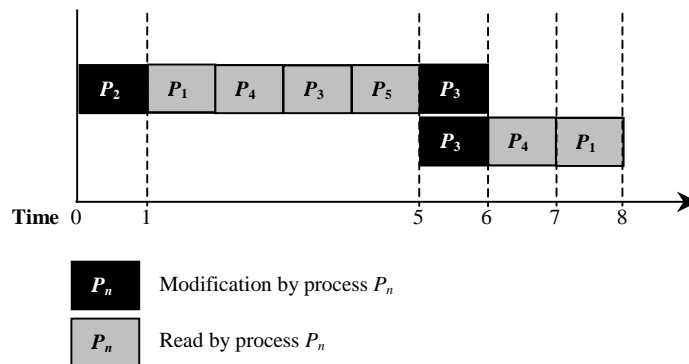 P2 P1 P4 P3 P5 P3
P3 P4 P1
Time 0 1 5 6 7 8
Pn Modification by process Pn
Pn Read by process Pn